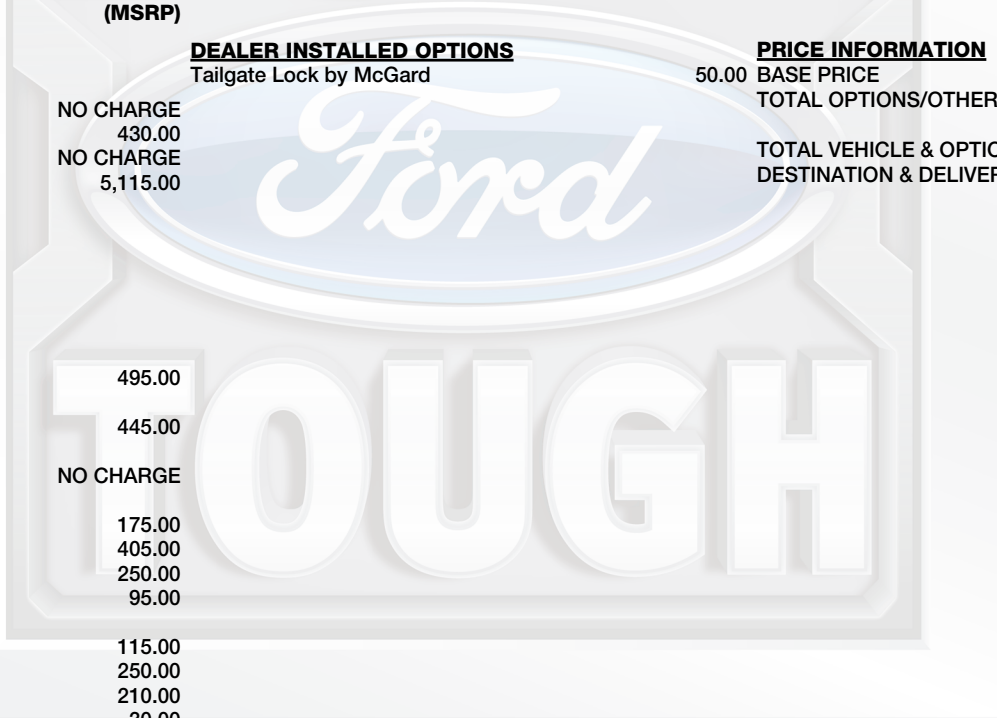 (MSRP)
DEALER INSTALLED OPTIONS
PRICE INFORMATION
Tailgate Lock by McGard 50.00
BASE PRICE
NO CHARGE
TOTAL OPTIONS/OTHER
430.00
NO CHARGE
TOTAL VEHICLE & OPTIO
5,115.00
DESTINATION & DELIVER
Ford
495.00
445.00
NO CHARGE
175.00
405.00
250.00
95.00
TOUGH
115.00
250.00
210.00